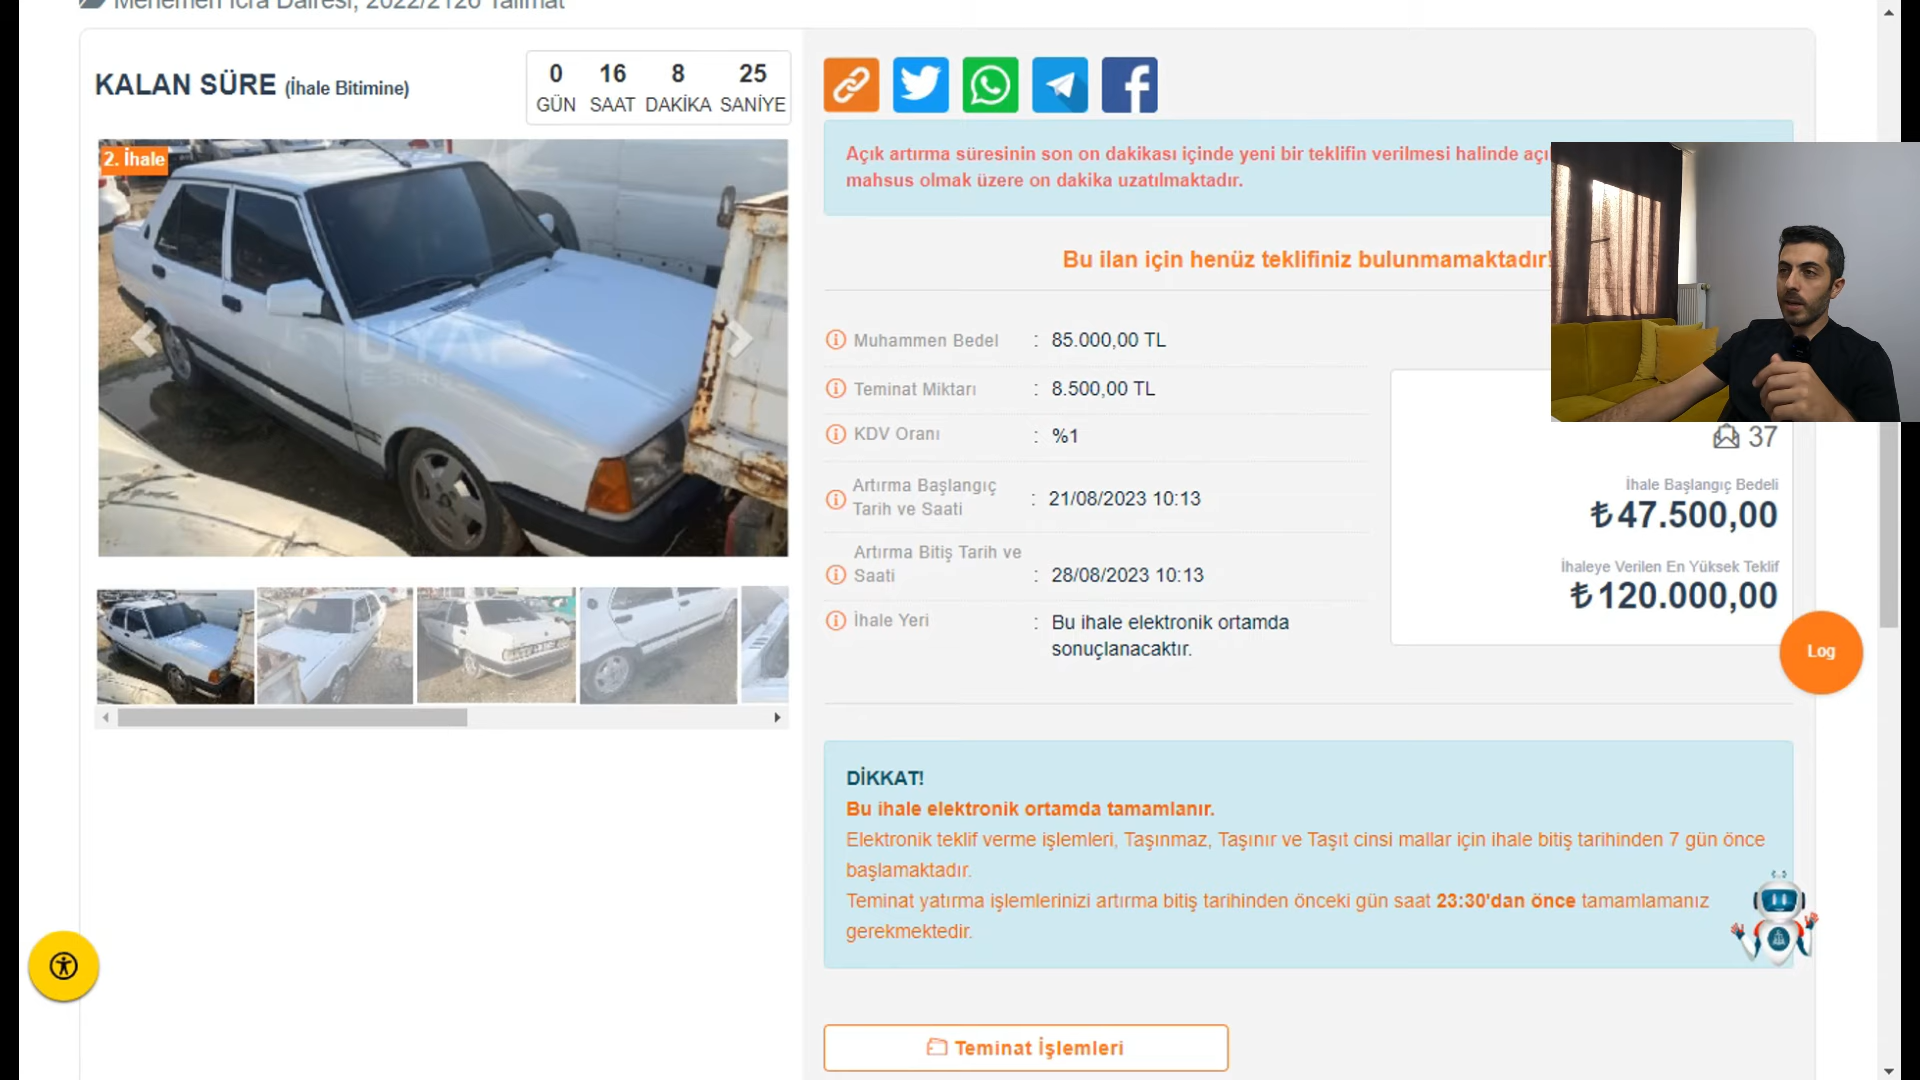 Menemen İcra Dairesi, 2022/2126 Talimat
KALAN SÜRE (İhale Bitimine)
0 16 8 25
GÜN SAAT DAKİKA SANİYE
2. İhale
UYAP
Açık artırma süresinin son on dakikası içinde yeni bir teklifin verilmesi halinde açı
mahsus olmak üzere on dakika uzatılmaktadır.
Bu ilan için henüz teklifiniz bulunmamaktadır!
Muhammen Bedel : 85.000,00 TL
Teminat Miktarı : 8.500,00 TL
KDV Oranı : %1
Artırma Başlangıç
Tarih ve Saati : 21/08/2023 10:13
Artırma Bitiş Tarih ve
Saati : 28/08/2023 10:13
İhale Yeri : Bu ihale elektronik ortamda
sonuçlanacaktır.
37
İhale Başlangıç Bedeli
₺47.500,00
İhaleye Verilen En Yüksek Teklif
₺120.000,00
Log
DİKKAT!
Bu ihale elektronik ortamda tamamlanır.
Elektronik teklif verme işlemleri, Taşınmaz, Taşınır ve Taşıt cinsi mallar için ihale bitiş tarihinden 7 gün önce
başlamaktadır.
Teminat yatırma işlemlerinizi artırma bitiş tarihinden önceki gün saat 23:30'dan önce tamamlamanız
gerekmektedir.
Teminat İşlemleri